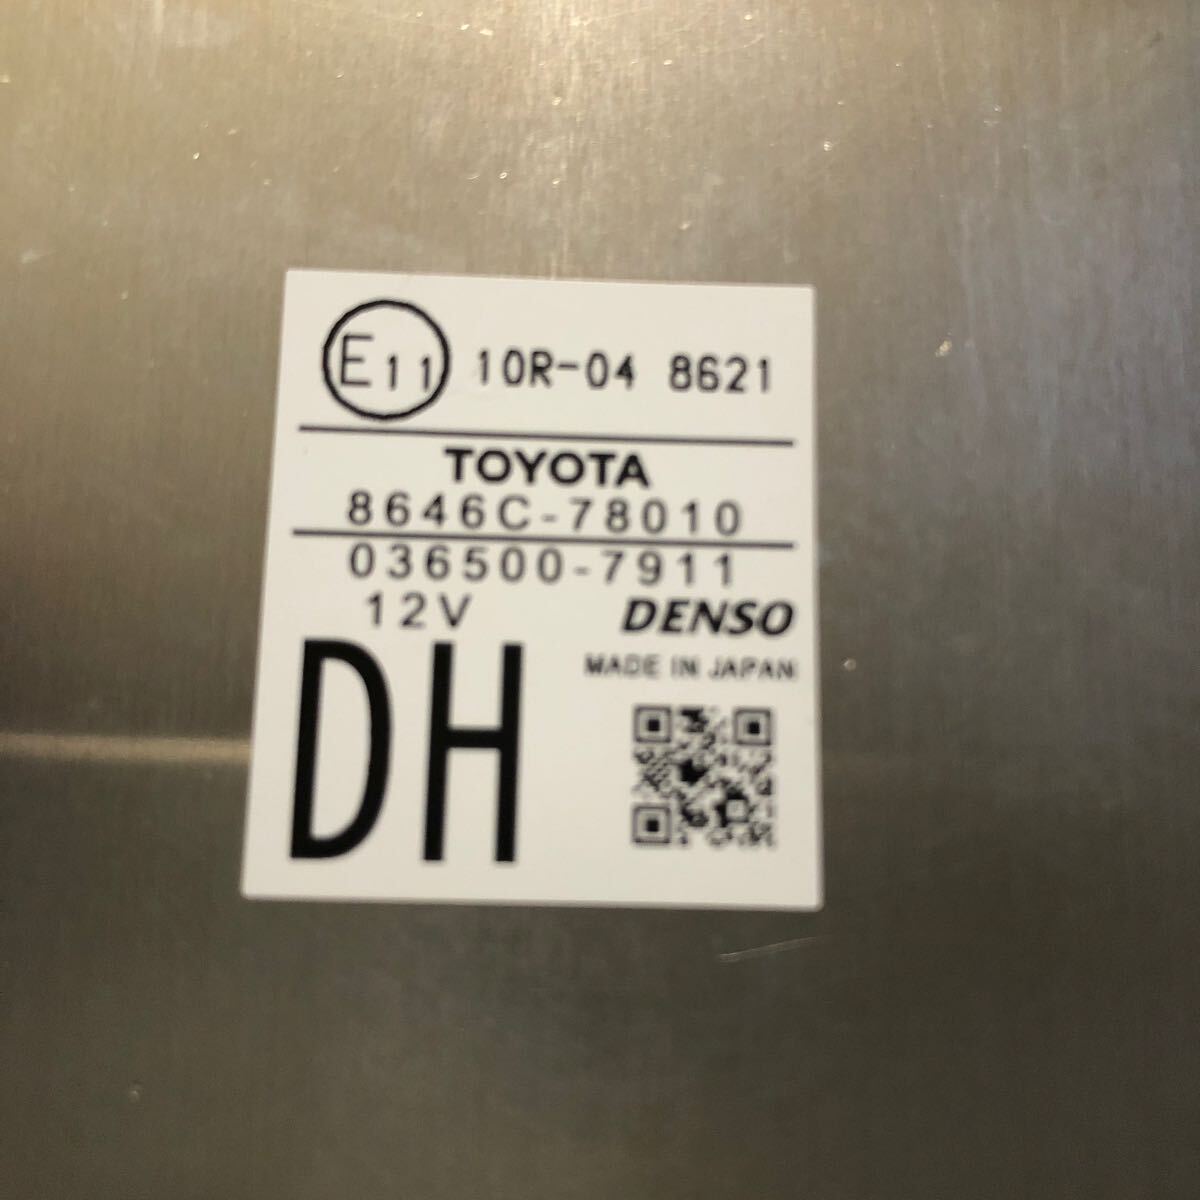 E11 10R-04 8621
TOYOTA
8646C-78010
036500-7911
12V DENSO
MADE IN JAPAN
DH